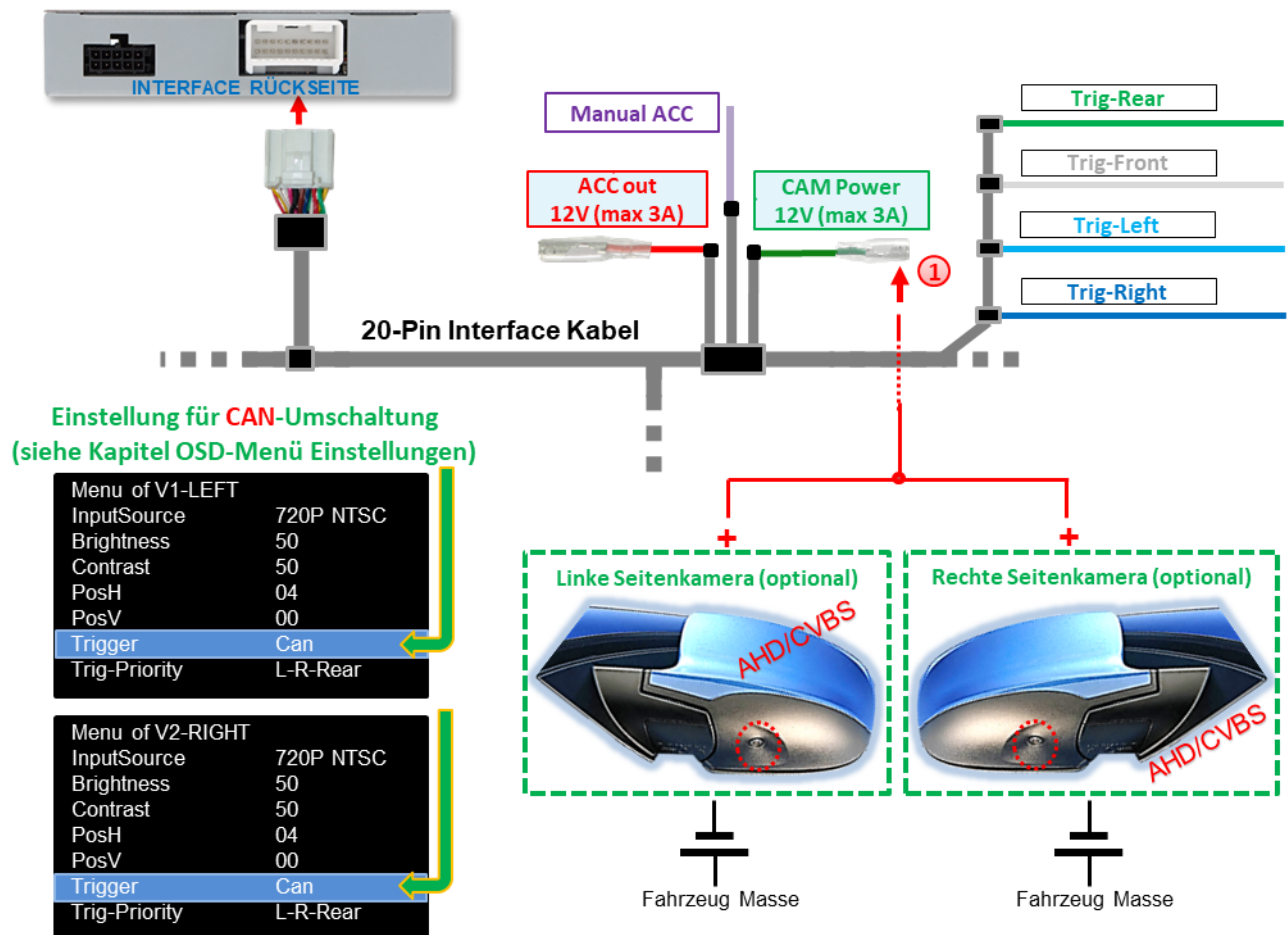 INTERFACE RÜCKSEITE
Manual ACC
ACC out
12V (max 3A)
CAM Power
12V (max 3A)
1
Trig-Rear
Trig-Front
Trig-Left
Trig-Right
20-Pin Interface Kabel
Einstellung für CAN-Umschaltung
(siehe Kapitel OSD-Menü Einstellungen)
Menu of V1-LEFT
InputSource 720P NTSC
Brightness 50
Contrast 50
PosH 04
PosV 00
Trigger Can
Trig-Priority L-R-Rear
Menu of V2-RIGHT
InputSource 720P NTSC
Brightness 50
Contrast 50
PosH 04
PosV 00
Trigger Can
Trig-Priority L-R-Rear
+
+
Linke Seitenkamera (optional)
AHD/CVBS
Rechte Seitenkamera (optional)
AHD/CVBS
Fahrzeug Masse
Fahrzeug Masse